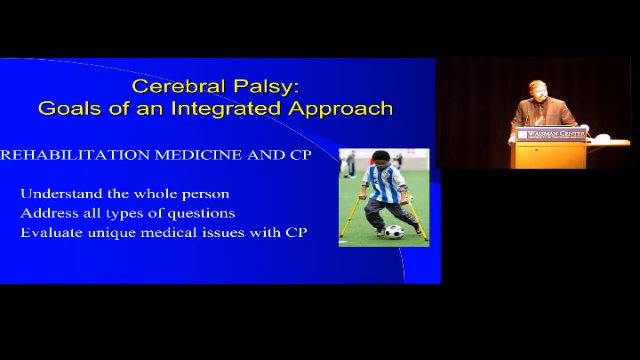 Cerebral Palsy:
Goals of an Integrated Approach
REHABILITATION MEDICINE AND CP
Understand the whole person
Address all types of questions
Evaluate unique medical issues with CP
WAISMAN CENTER